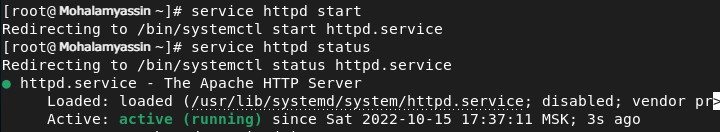 [root@Mohalamyassin ~]# service httpd start
Redirecting to /bin/systemctl start httpd.service
[root@Mohalamyassin ~]# service httpd status
Redirecting to /bin/systemctl status httpd.service
● httpd.service - The Apache HTTP Server
Loaded: loaded (/usr/lib/systemd/system/httpd.service; disabled; vendor pr>
Active: active (running) since Sat 2022-10-15 17:37:11 MSK; 3s ago